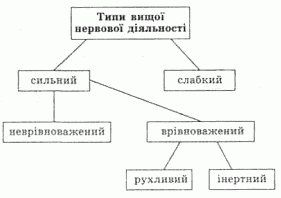 Типи вищої
нервової діяльності
сильний
слабкий
неврівноважений
врівноважений
рухливий
інертний